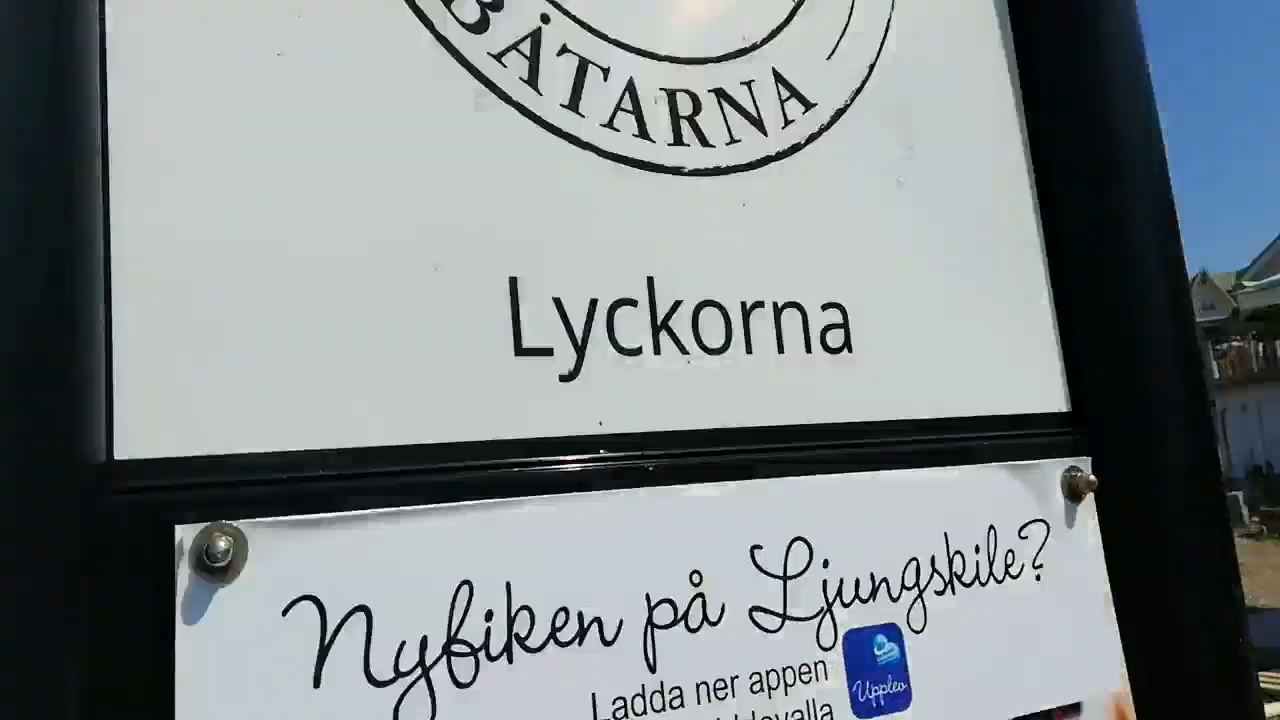 BÅTARNA
Lyckorna
Nyfiken på Ljungskile?
Ladda ner appen
Upplev